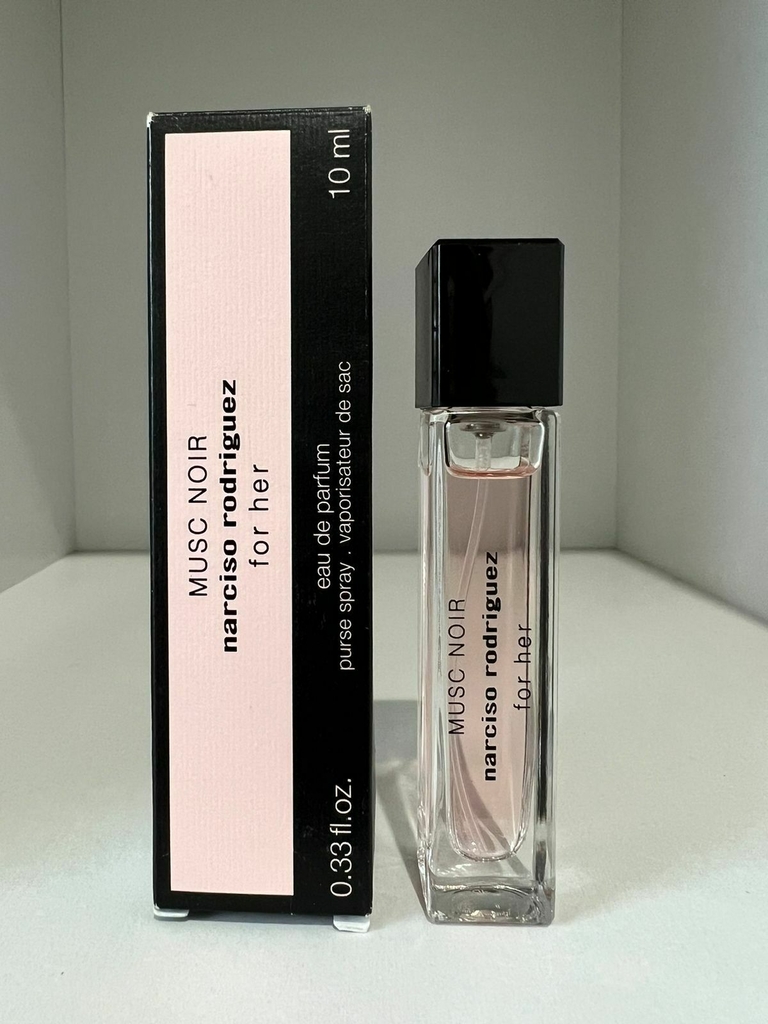 MUSC NOIR
narciso rodriguez
for her
10 ml
eau de parfum
purse spray . vaporisateur de sac
0.33 fl.oz.
MUSC NOIR
narciso rodriguez
for her